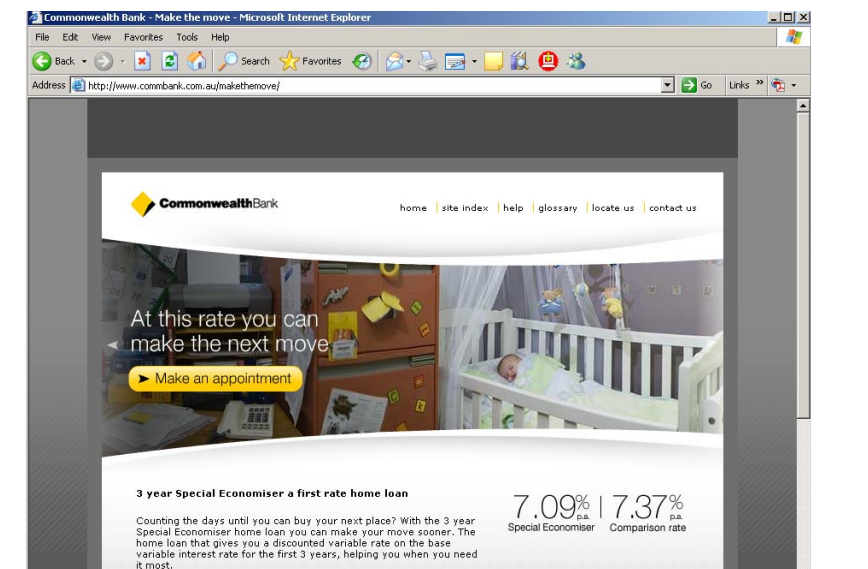 Commonwealth Bank - Make the move - Microsoft Internet Explorer
File Edit View Favorites Tools Help
Back Search Favorites
Address http://www.commbank.com.au/makethemove/ Go Links »
CommonwealthBank
home | site index | help | glossary | locate us | contact us
At this rate you can
make the next move
Make an appointment
3 year Special Economiser a first rate home loan
7.09% p.a. | 7.37% p.a.
Special Economiser Comparison rate
Counting the days until you can buy your next place? With the 3 year
Special Economiser home loan you can make your move sooner. The
home loan that gives you a discounted variable rate on the base
variable interest rate for the first 3 years, helping you when you need
it most.